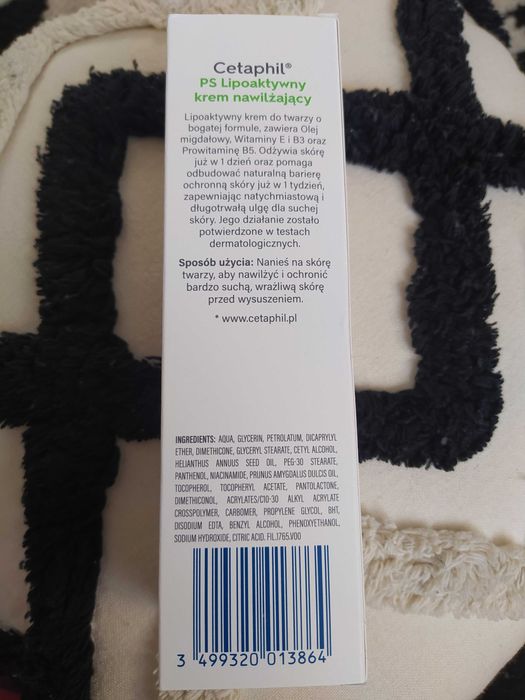 Cetaphil®
PS Lipoaktywny
krem nawilżający
Lipoaktywny krem do twarzy o
bogatej formule, zawiera Olej
migdałowy, Witaminy E i B3 oraz
Prowitaminę B5. Odżywia skórę
już w 1 dzień oraz pomaga
odbudować naturalną barierę
ochronną skóry już w 1 tydzień,
zapewniając natychmiastową i
długotrwałą ulgę dla suchej
skóry. Jego działanie zostało
potwierdzone w testach
dermatologicznych.
Sposób użycia: Nanieś na skórę
twarzy, aby nawilżyć i ochronić
bardzo suchą, wrażliwą skórę
przed wysuszeniem.
* www.cetaphil.pl
INGREDIENTS: AQUA, GLYCERIN, PETROLATUM, DICAPRYLYL
ETHER, DIMETHICONE, GLYCERYL STEARATE, CETYL ALCOHOL,
HELIANTHUS ANNUUS SEED OIL, PEG-30 STEARATE,
PANTHENOL, NIACINAMIDE, PRUNUS AMYGDALUS DULCIS OIL,
TOCOPHEROL, TOCOPHERYL ACETATE, PANTOLACTONE,
DIMETHICONOL, ACRYLATES/C10-30 ALKYL ACRYLATE
CROSSPOLYMER, CARBOMER, PROPYLENE GLYCOL, BHT,
DISODIUM EDTA, BENZYL ALCOHOL, PHENOXYETHANOL,
SODIUM HYDROXIDE, CITRIC ACID. FIL.1765.V00
3 499320 013864